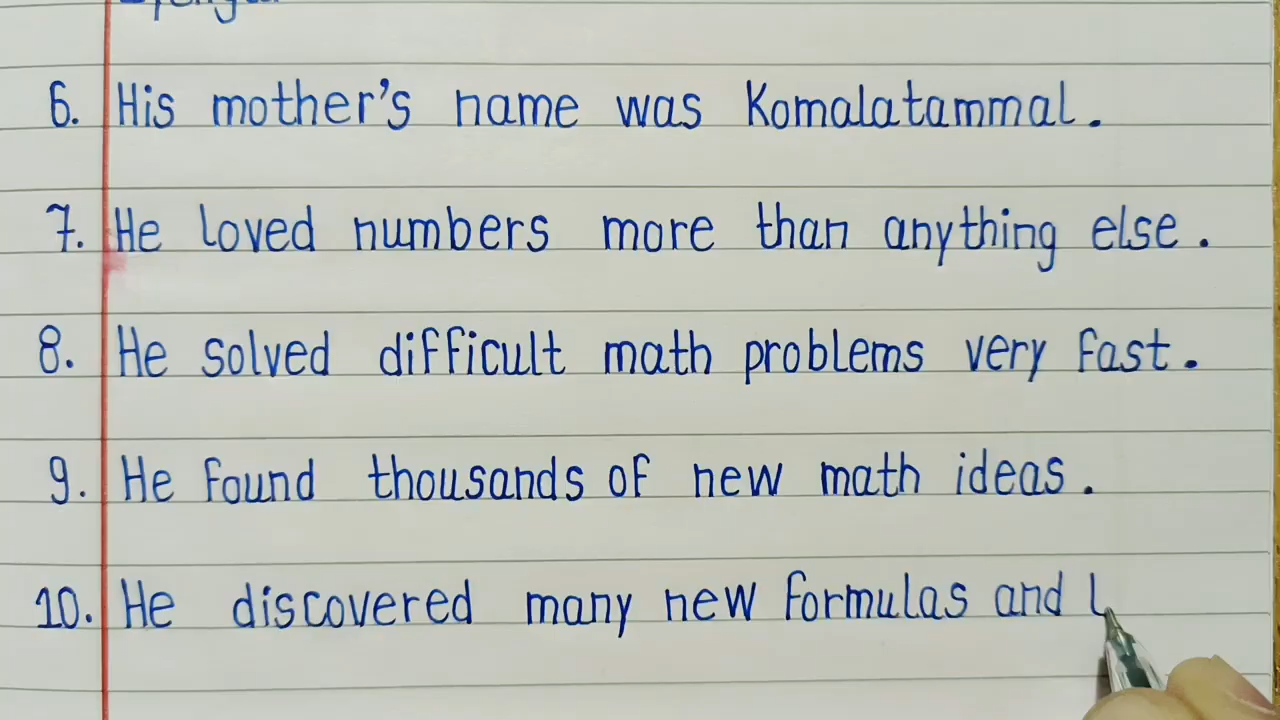 6. His mother's name was Komalatammal.
7. He loved numbers more than anything else.
8. He solved difficult math problems very fast.
9. He found thousands of new math ideas.
10. He discovered many new formulas and